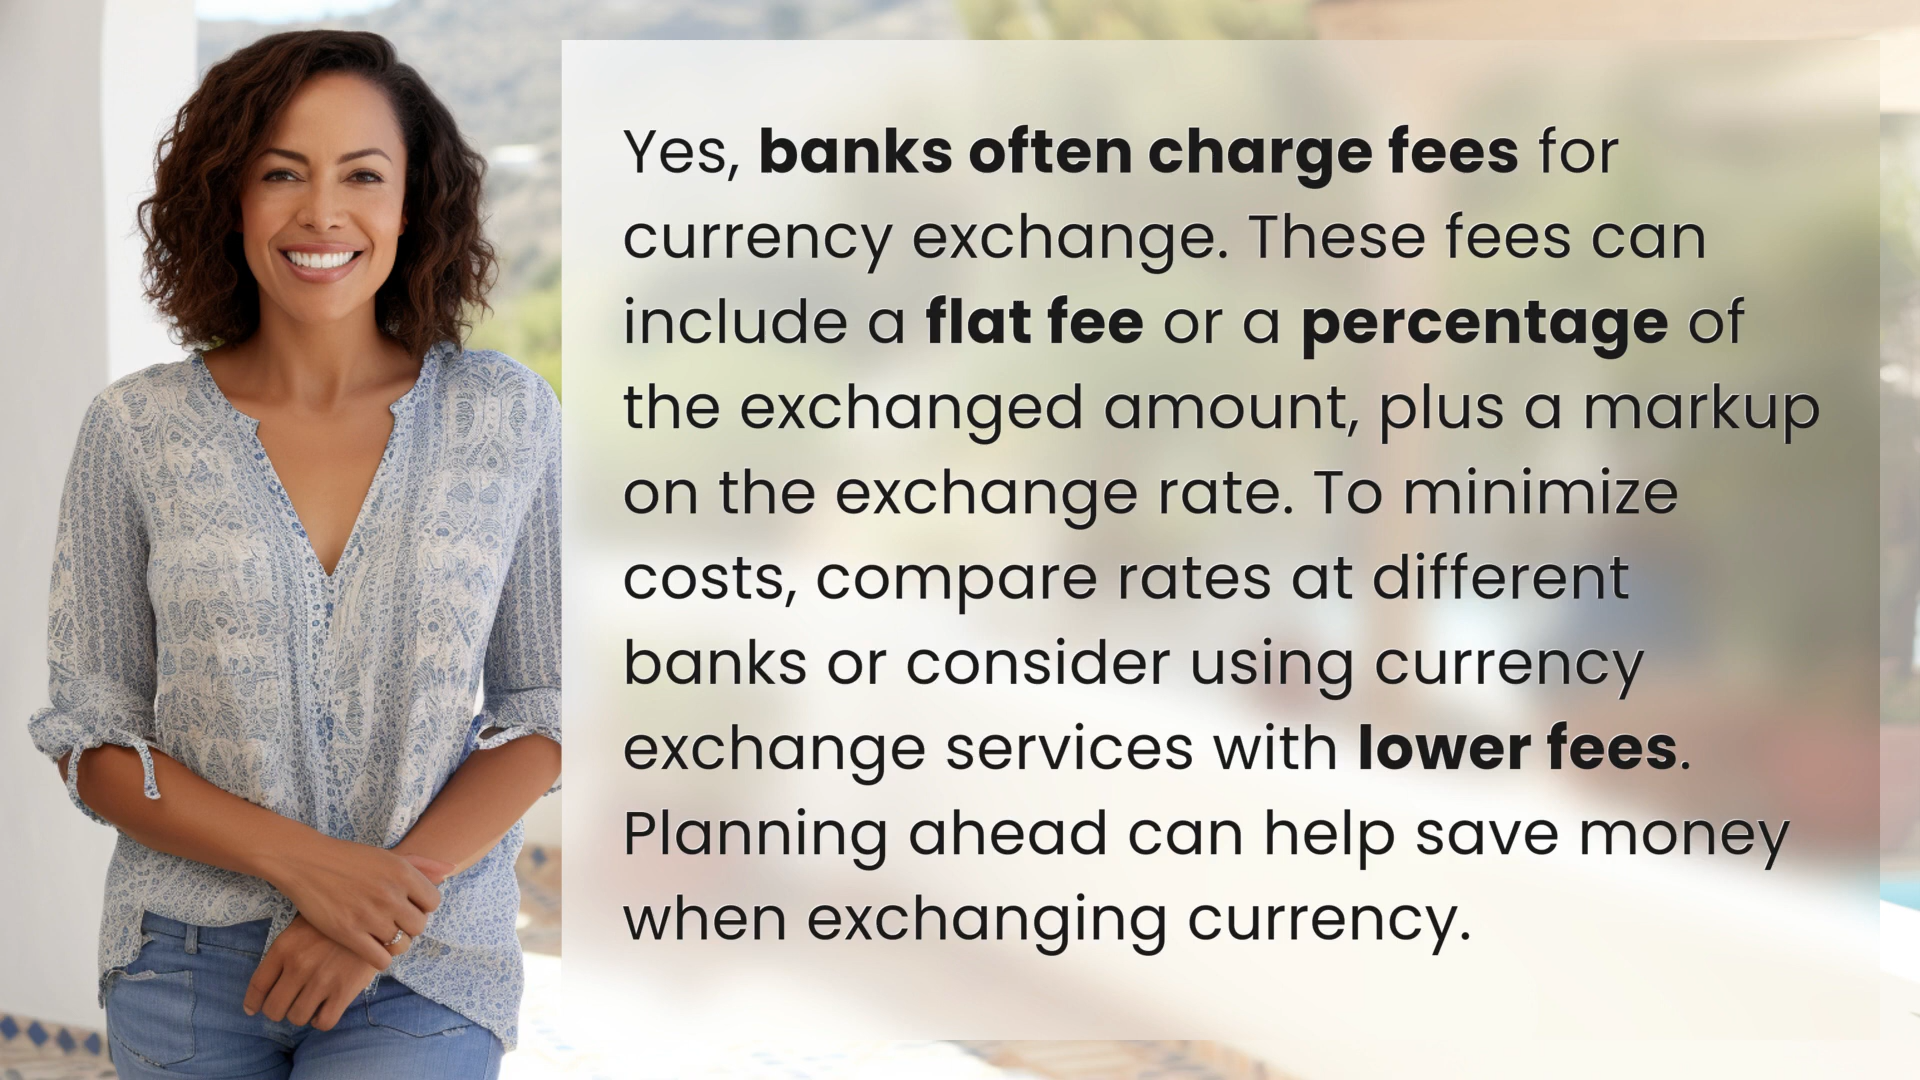 Yes, banks often charge fees for
currency exchange. These fees can
include a flat fee or a percentage of
the exchanged amount, plus a markup
on the exchange rate. To minimize
costs, compare rates at different
banks or consider using currency
exchange services with lower fees.
Planning ahead can help save money
when exchanging currency.